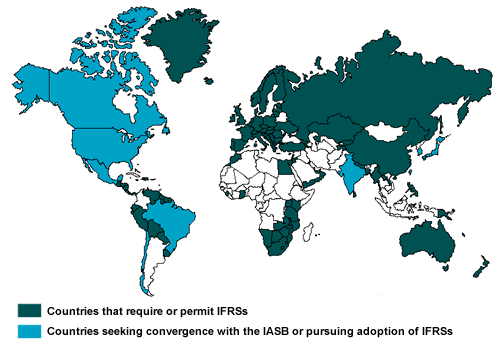 Countries that require or permit IFRSs
Countries seeking convergence with the IASB or pursuing adoption of IFRSs